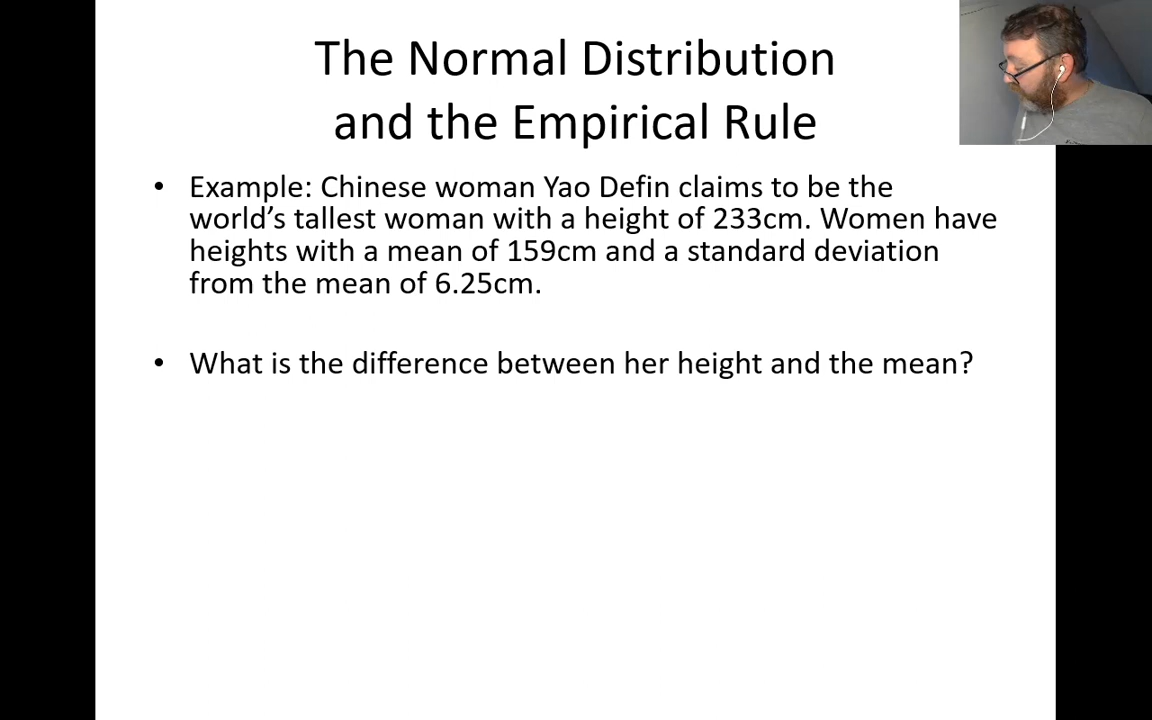 The Normal Distribution
and the Empirical Rule
• Example: Chinese woman Yao Defin claims to be the
world’s tallest woman with a height of 233cm. Women have
heights with a mean of 159cm and a standard deviation
from the mean of 6.25cm.
• What is the difference between her height and the mean?